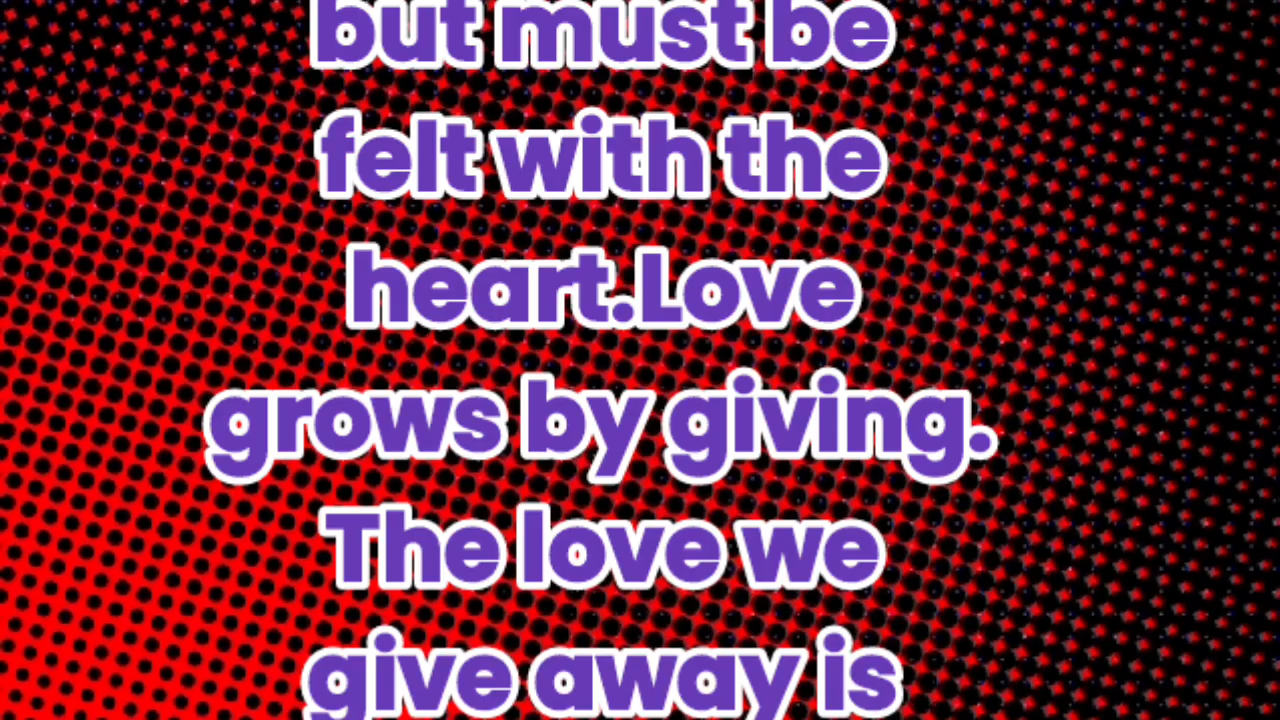 but must be
felt with the
heart.Love
grows by giving.
The love we
give away is